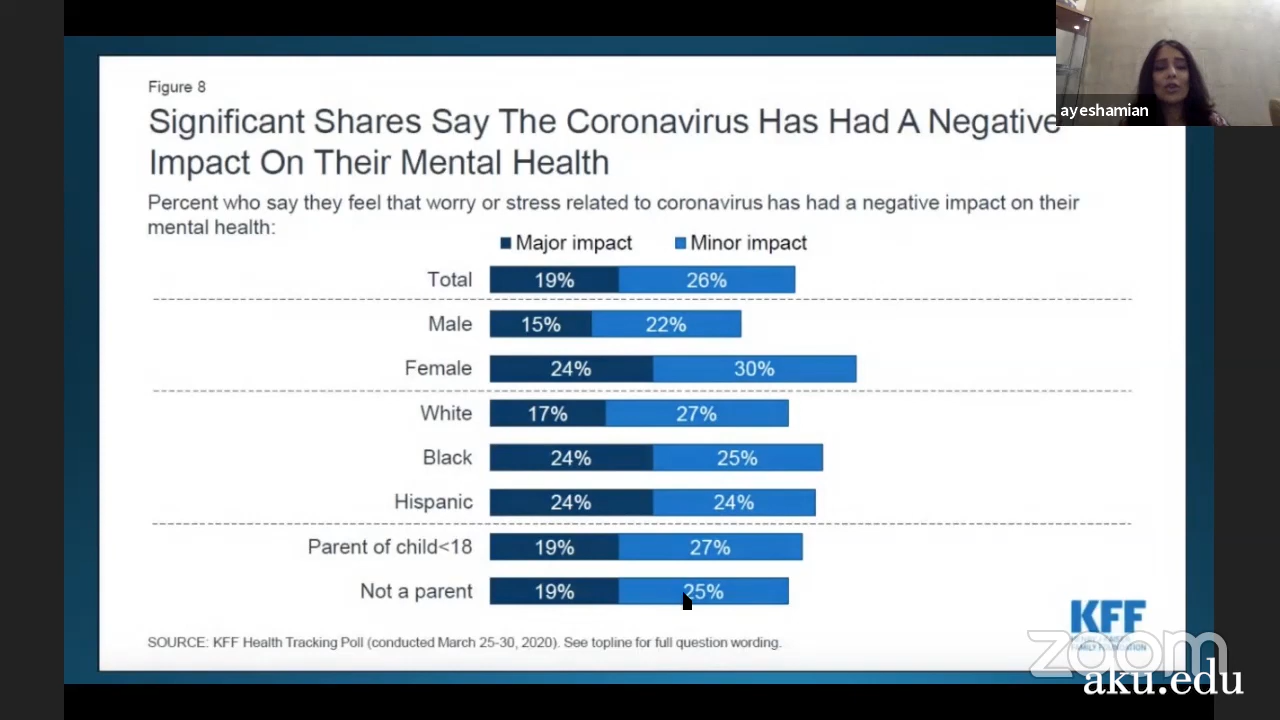 Figure 8
Significant Shares Say The Coronavirus Has Had A Negative
Impact On Their Mental Health
Percent who say they feel that worry or stress related to coronavirus has had a negative impact on their
mental health:
Major impact Minor impact
Total 19% 26%
Male 15% 22%
Female 24% 30%
White 17% 27%
Black 24% 25%
Hispanic 24% 24%
Parent of child<18 19% 27%
Not a parent 19% 25%
SOURCE: KFF Health Tracking Poll (conducted March 25-30, 2020). See topline for full question wording.
KFF
FAMILY FOUNDATION
zoom
aku.edu
ayeshamian